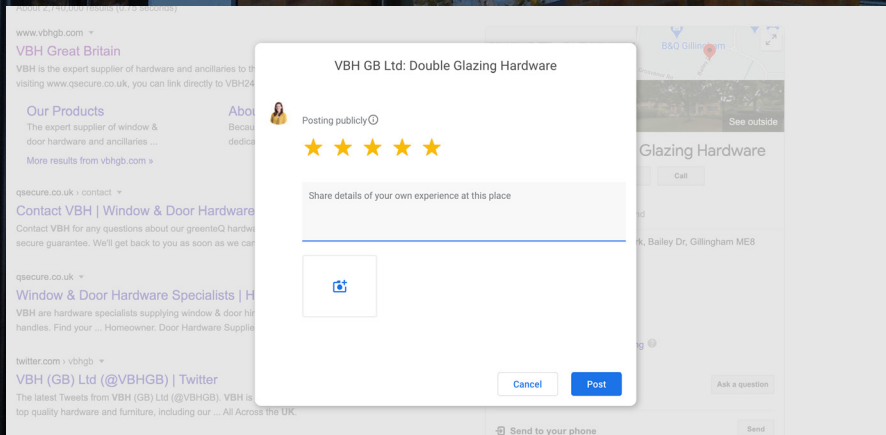 About 2,740,000 results (0.75 seconds)
www.vbhgb.com
VBH Great Britain
VBH is the expert supplier of hardware and ancillaries to th
visiting www.qsecure.co.uk, you can link directly to VBH24
Our Products
The expert supplier of window &
door hardware and ancillaries ...
More results from vbhgb.com »
Abou
Becau
dedica
qsecure.co.uk › contact
Contact VBH | Window & Door Hardware
Contact VBH for any questions about our greenteQ hardwa
secure guarantee. We'll get back to you as soon as we can
qsecure.co.uk
Window & Door Hardware Specialists | H
VBH are hardware specialists supplying window & door hin
handles. Find your ... Homeowner. Door Hardware Supplie
twitter.com › vbhgb
VBH (GB) Ltd (@VBHGB) | Twitter
The latest Tweets from VBH (GB) Ltd (@VBHGB). VBH is
top quality hardware and furniture, including our ... All Across the UK.
VBH GB Ltd: Double Glazing Hardware
Posting publicly
Share details of your own experience at this place
Cancel
Post
B&Q Gillingham
See outside
Glazing Hardware
Call
rk, Bailey Dr, Gillingham ME8
Ask a question
Send to your phone
Send